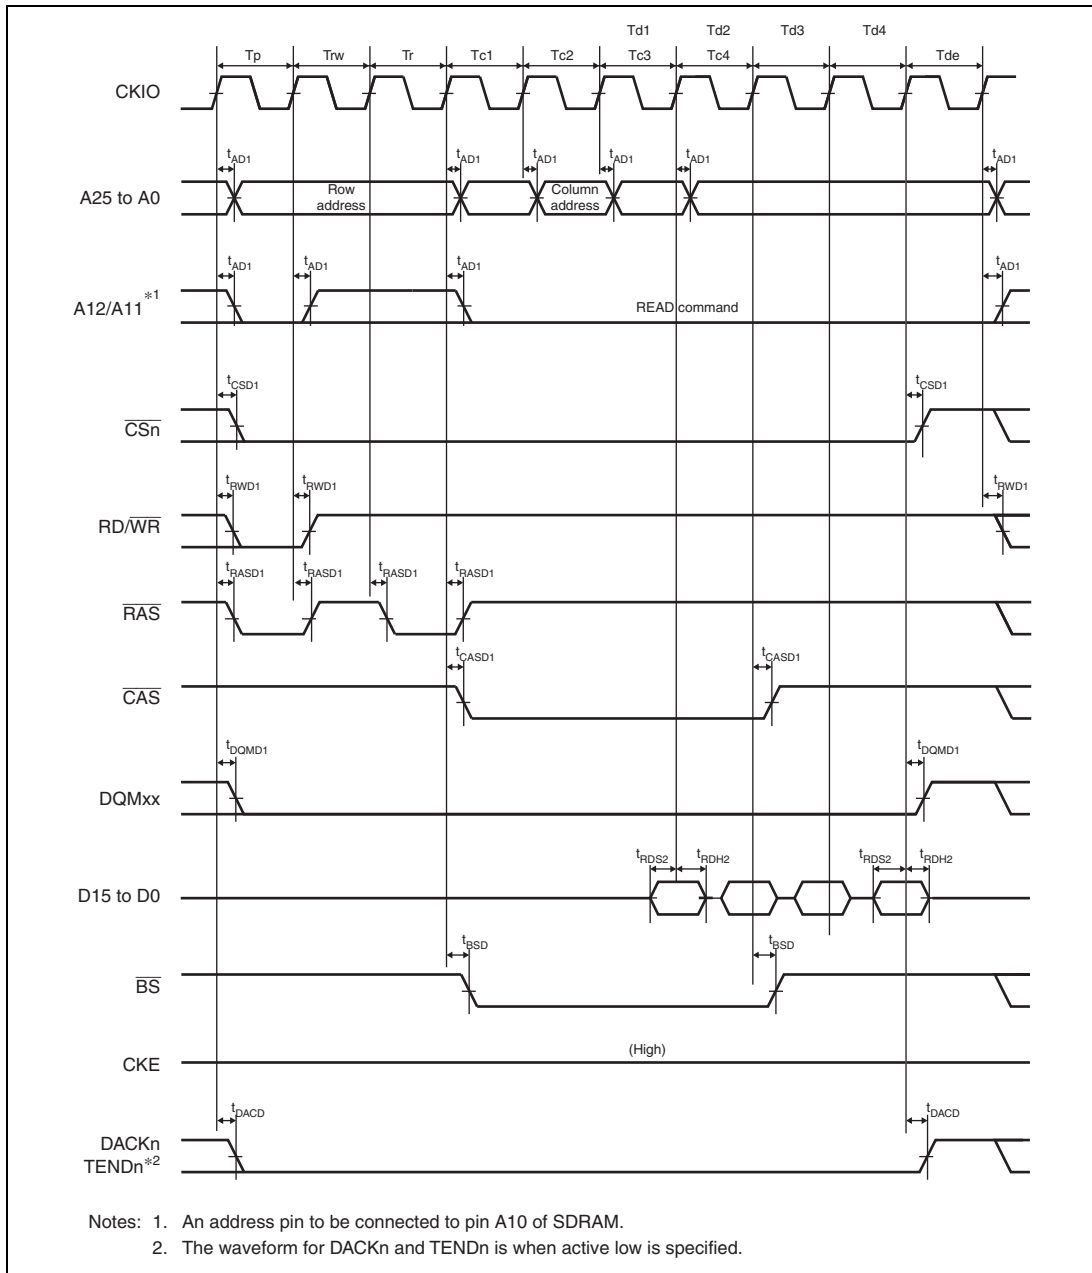 Td1 Td2 Td3 Td4
Tp Trw Tr Tc1 Tc2 Tc3 Tc4 Tde
CKIO
tAD1 tAD1 tAD1 tAD1 tAD1 tAD1
A25 to A0
Row address
Column address
tAD1 tAD1 tAD1 tAD1
A12/A11*1
READ command
tCSD1 tCSD1
CSn
tRWD1 tRWD1 tRWD1
RD/WR
tRASD1 tRASD1 tRASD1 tRASD1
RAS
tCASD1 tCASD1
CAS
tDQMD1 tDQMD1
DQMxx
tRDS2 tRDH2 tRDS2 tRDH2
D15 to D0
tBSD tBSD
BS
(High)
CKE
tDACD tDACD
DACKn
TENDn*2
Notes: 1. An address pin to be connected to pin A10 of SDRAM.
2. The waveform for DACKn and TENDn is when active low is specified.